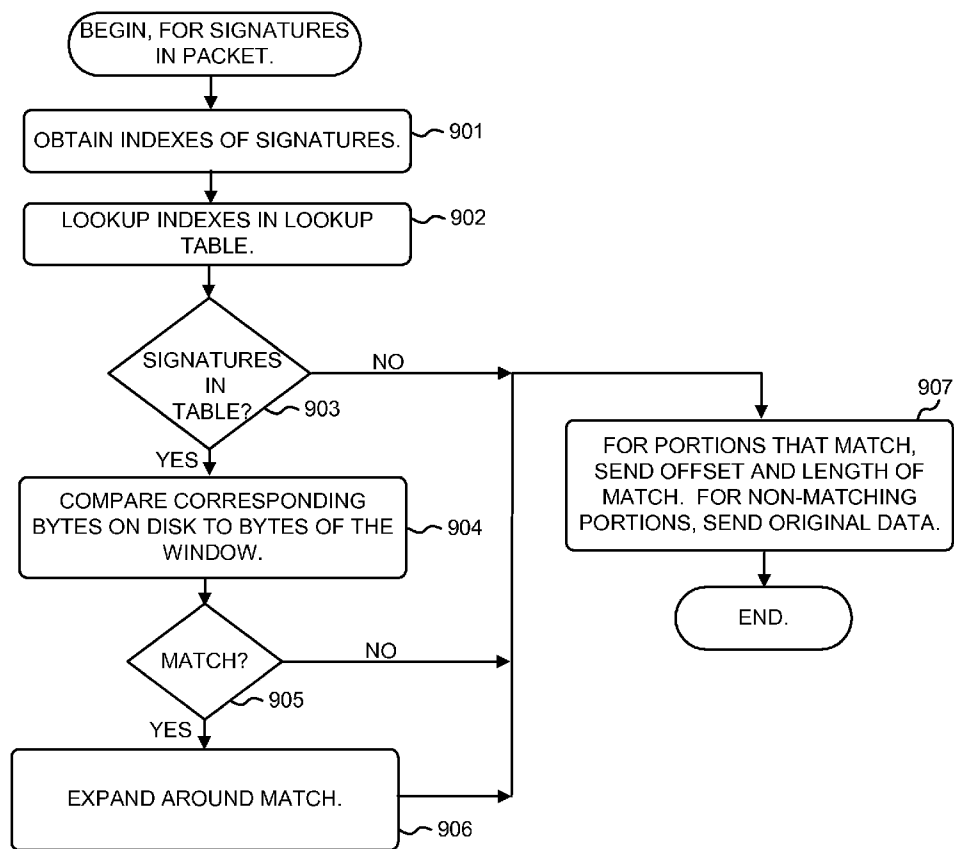 BEGIN, FOR SIGNATURES
IN PACKET.
OBTAIN INDEXES OF SIGNATURES.
901
LOOKUP INDEXES IN LOOKUP
TABLE.
902
SIGNATURES
IN
TABLE?
903
NO
YES
COMPARE CORRESPONDING
BYTES ON DISK TO BYTES OF THE
WINDOW.
904
MATCH?
905
NO
YES
EXPAND AROUND MATCH.
906
907
FOR PORTIONS THAT MATCH,
SEND OFFSET AND LENGTH OF
MATCH.  FOR NON-MATCHING
PORTIONS, SEND ORIGINAL DATA.
END.